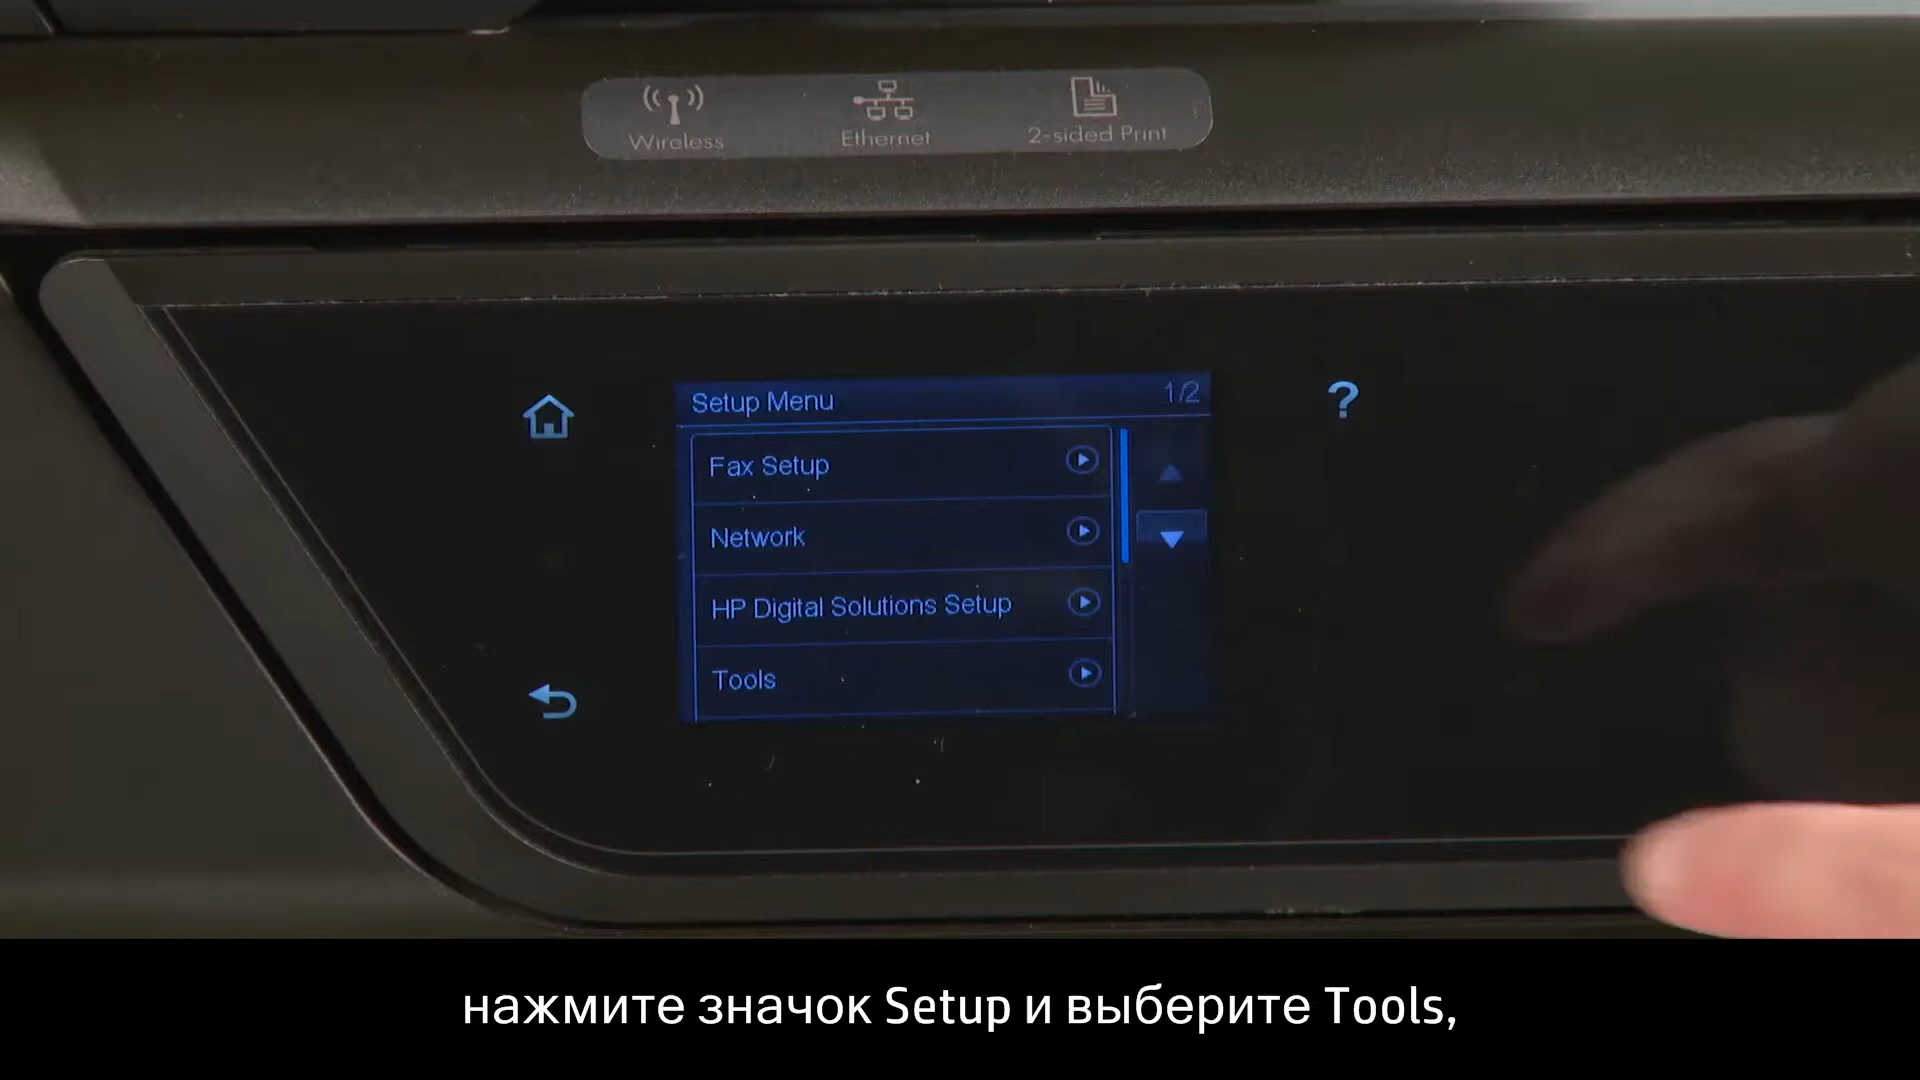 Wireless
Ethernet
2-sided Print
Setup Menu
1/2
?
Fax Setup
Network
HP Digital Solutions Setup
Tools
нажмите значок Setup и выберите Tools,